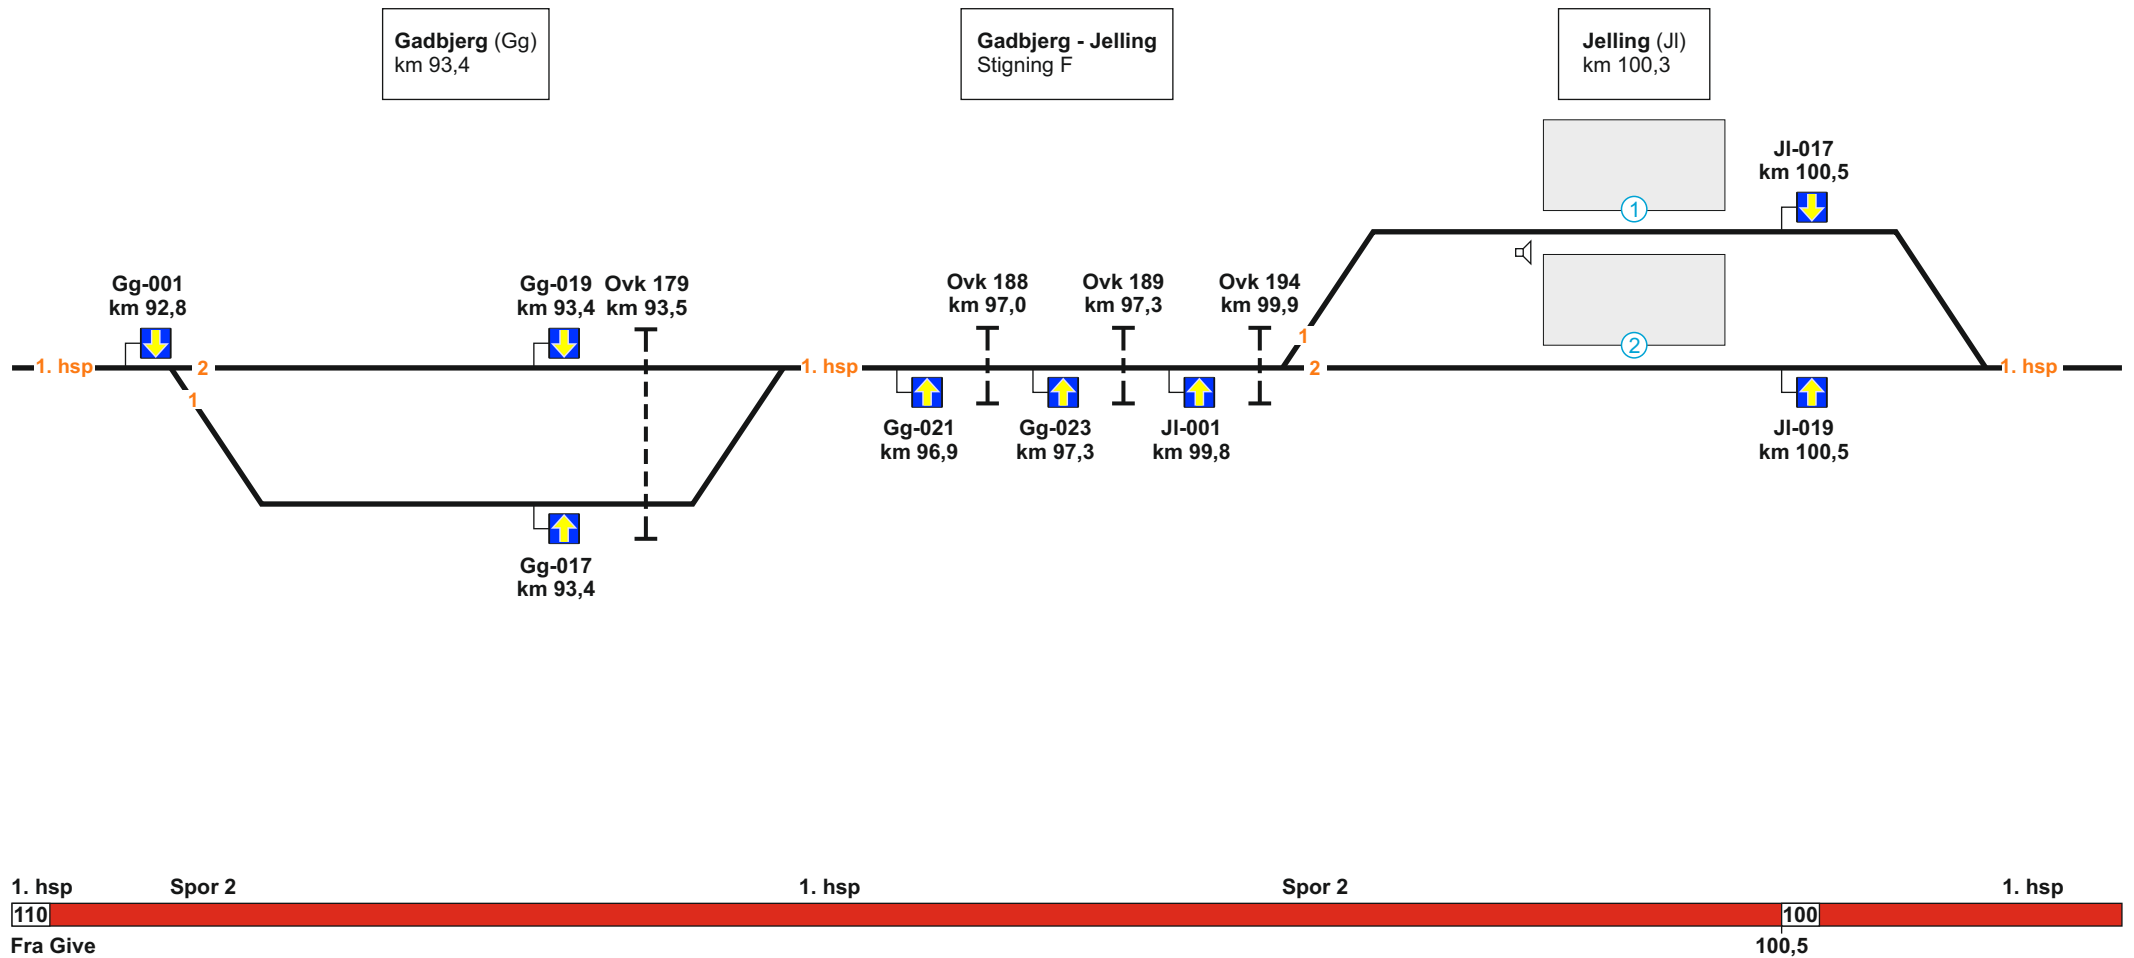 Gadbjerg (Gg)
km 93,4
Gadbjerg - Jelling
Stigning F
Jelling (Jl)
km 100,3
1
Jl-017
km 100,5
2
Gg-001
km 92,8
Gg-019
km 93,4
Ovk 179
km 93,5
Ovk 188
km 97,0
Ovk 189
km 97,3
Ovk 194
km 99,9
1. hsp
2
1
1. hsp
1
2
1. hsp
Gg-021
km 96,9
Gg-023
km 97,3
Jl-001
km 99,8
Jl-019
km 100,5
Gg-017
km 93,4
1. hsp
Spor 2
1. hsp
Spor 2
1. hsp
110
100
Fra Give
100,5